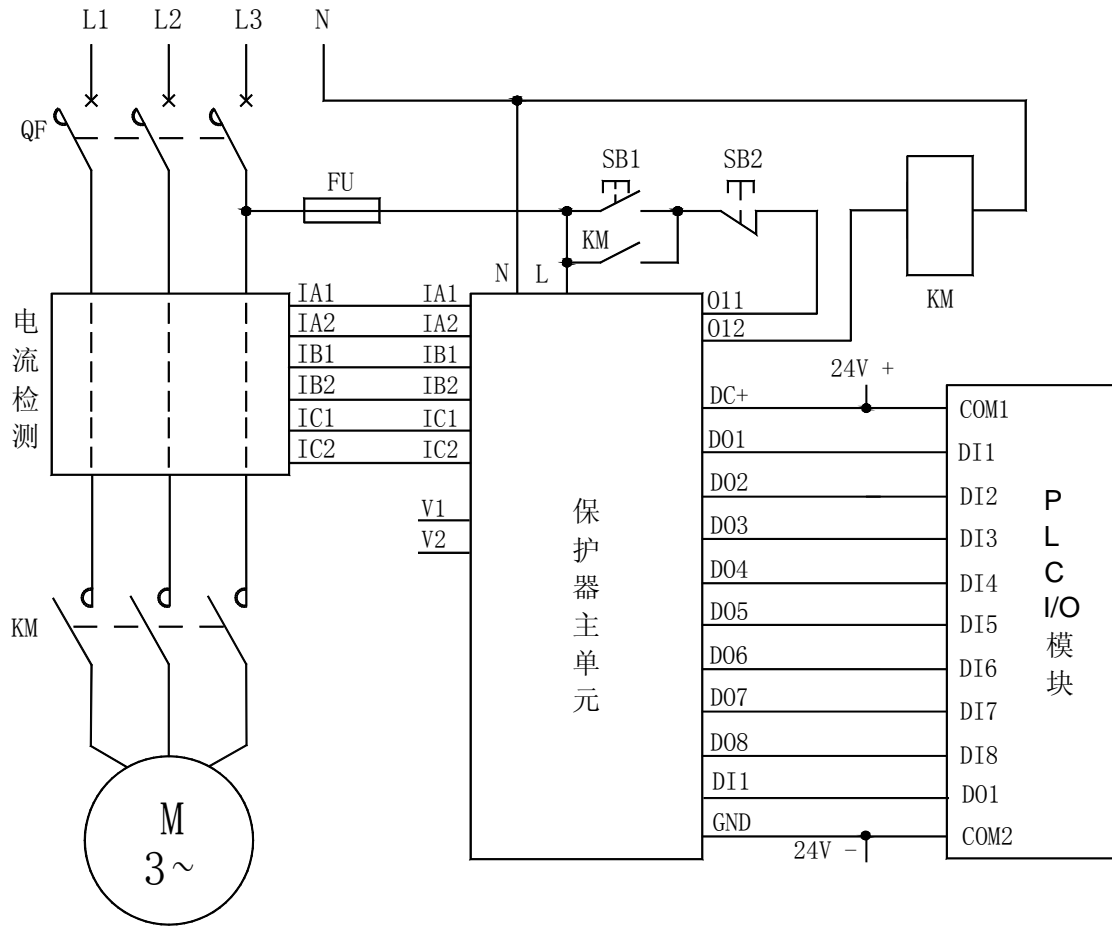 L1 L2 L3 N
QF
FU
SB1 SB2
KM
KM
N L
电流检测
IA1 IA1
IA2 IA2
IB1 IB1
IB2 IB2
IC1 IC1
IC2 IC2
V1
V2
保护器主单元
O11
O12
24V +
DC+ COM1
DO1 DI1
DO2 DI2
DO3 DI3
DO4 DI4
DO5 DI5
DO6 DI6
DO7 DI7
DO8 DI8
DI1 DO1
GND COM2
24V -
PLC I/O 模块
KM
M
3~